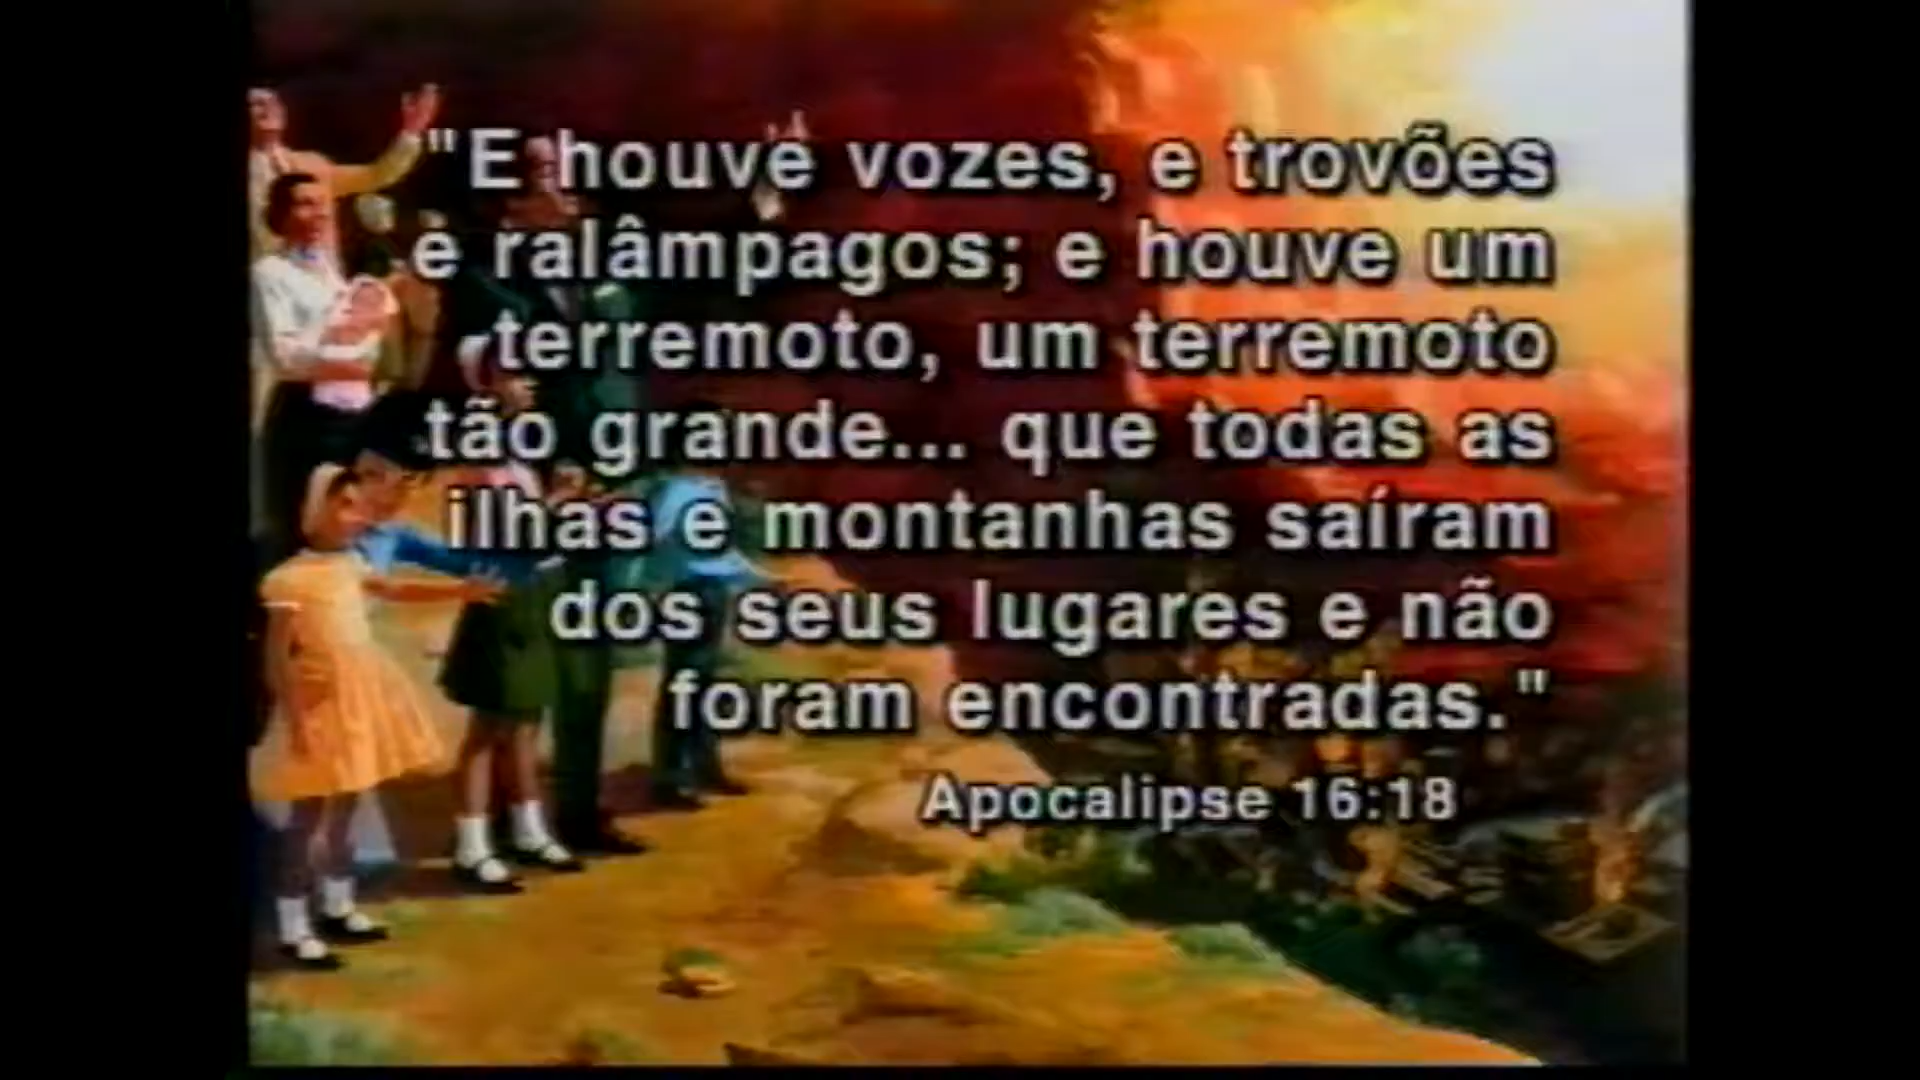 "E houve vozes, e trovões
e ralâmpagos; e houve um
terremoto, um terremoto
tão grande... que todas as
ilhas e montanhas saíram
dos seus lugares e não
foram encontradas."
Apocalipse 16:18